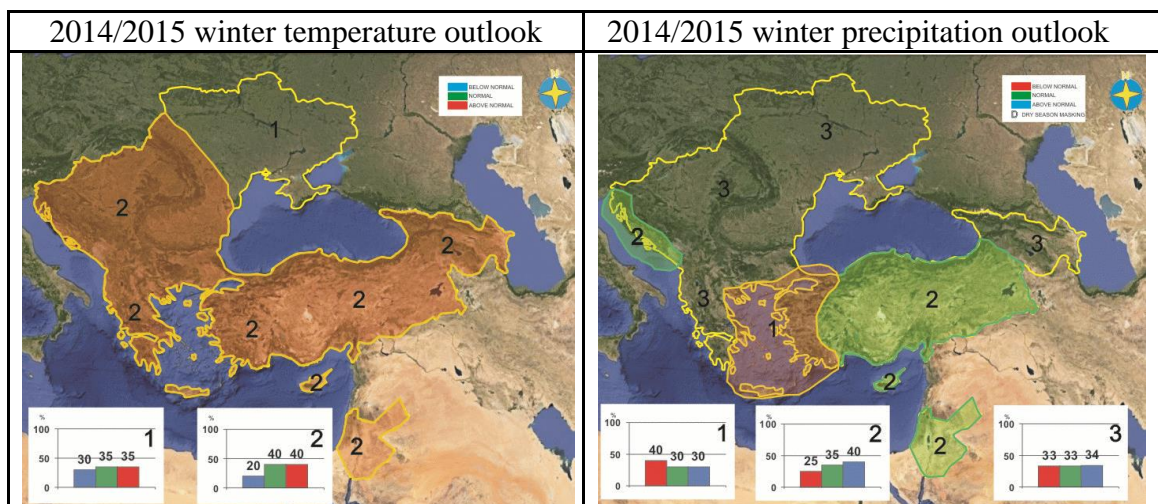 2014/2015 winter temperature outlook
2014/2015 winter precipitation outlook
BELOW NORMAL
NORMAL
ABOVE NORMAL
N
1
2
2
2
2
2
2
2
%
100
50
0
30 35 35
1
%
100
50
0
20 40 40
2
BELOW NORMAL
NORMAL
ABOVE NORMAL
D DRY SEASON MASKING
N
3
3
2
3
3
1
2
2
2
%
100
50
0
40 30 30
1
%
100
50
0
25 35 40
2
%
100
50
0
33 33 34
3